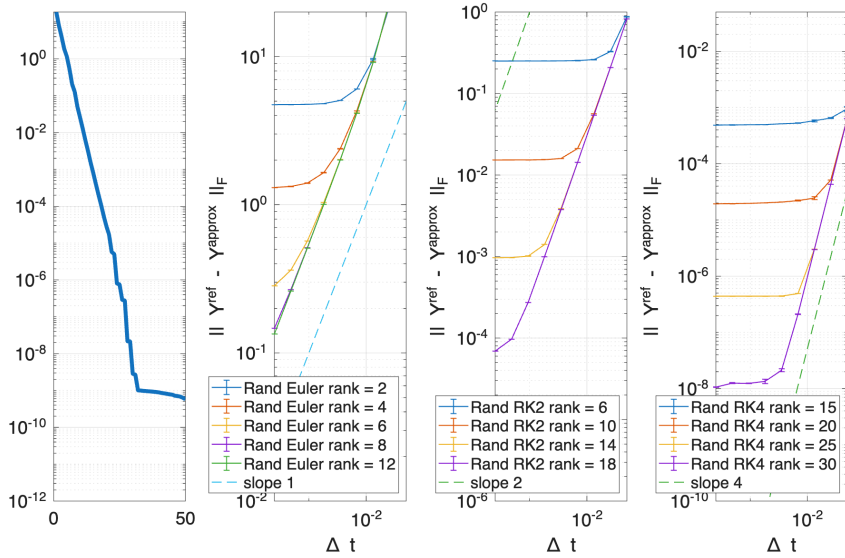 10^0
10^-2
10^-4
10^-6
10^-8
10^-10
10^-12
0
50
|| Y^ref - Y^approx ||_F
10^1
10^0
10^-1
10^-2
Rand Euler rank = 2
Rand Euler rank = 4
Rand Euler rank = 6
Rand Euler rank = 8
Rand Euler rank = 12
slope 1
10^-2
Δ t
|| Y^ref - Y^approx ||_F
10^0
10^-1
10^-2
10^-3
10^-4
10^-6
Rand RK2 rank = 6
Rand RK2 rank = 10
Rand RK2 rank = 14
Rand RK2 rank = 18
slope 2
10^-2
Δ t
|| Y^ref - Y^approx ||_F
10^-2
10^-4
10^-6
10^-8
10^-10
Rand RK4 rank = 15
Rand RK4 rank = 20
Rand RK4 rank = 25
Rand RK4 rank = 30
slope 4
10^-2
Δ t